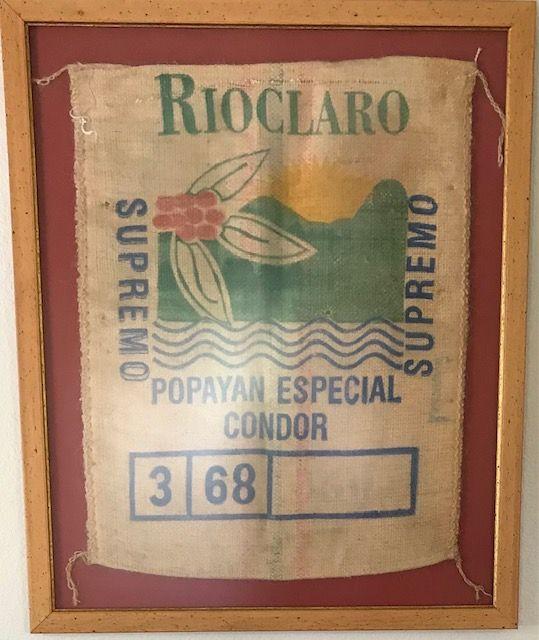 RIOCLARO
SUPREMO
SUPREMO
POPAYAN ESPECIAL
CONDOR
3 68